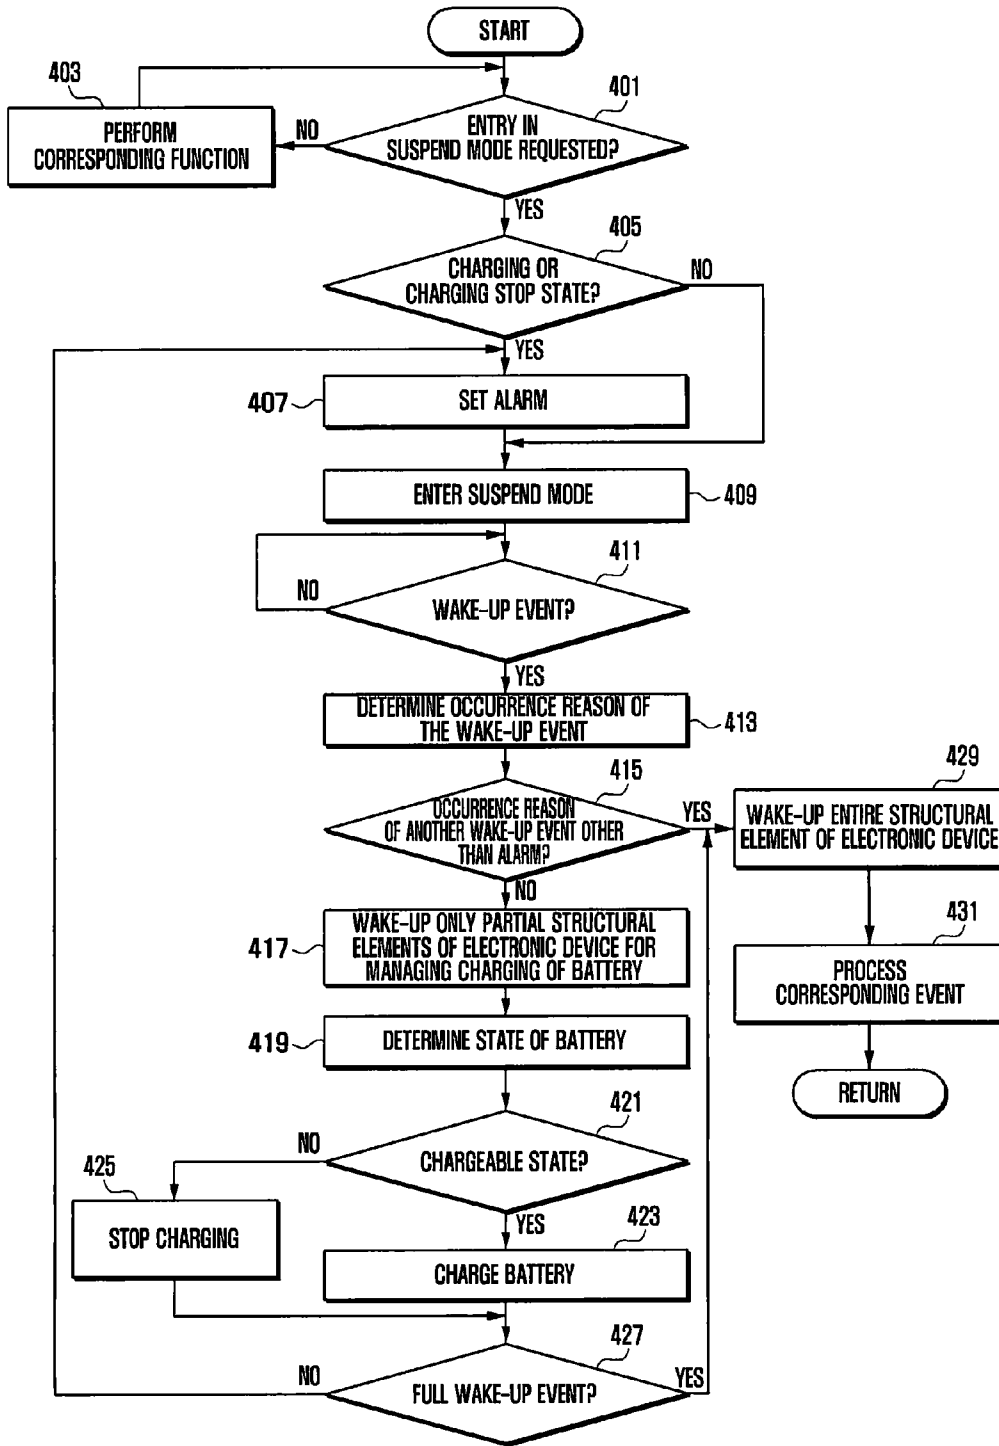 START
403
401
PERFORM
CORRESPONDING FUNCTION
NO
ENTRY IN
SUSPEND MODE REQUESTED?
YES
405
CHARGING OR
CHARGING STOP STATE?
NO
YES
407
SET ALARM
ENTER SUSPEND MODE
409
411
NO
WAKE-UP EVENT?
YES
DETERMINE OCCURRENCE REASON OF
THE WAKE-UP EVENT
413
415
OCCURRENCE REASON
OF ANOTHER WAKE-UP EVENT OTHER
THAN ALARM?
YES
429
WAKE-UP ENTIRE STRUCTURAL
ELEMENT OF ELECTRONIC DEVICE
NO
417
WAKE-UP ONLY PARTIAL STRUCTURAL
ELEMENTS OF ELECTRONIC DEVICE FOR
MANAGING CHARGING OF BATTERY
431
PROCESS
CORRESPONDING EVENT
419
DETERMINE STATE OF BATTERY
RETURN
421
NO
CHARGEABLE STATE?
425
YES
STOP CHARGING
423
CHARGE BATTERY
427
NO
FULL WAKE-UP EVENT?
YES